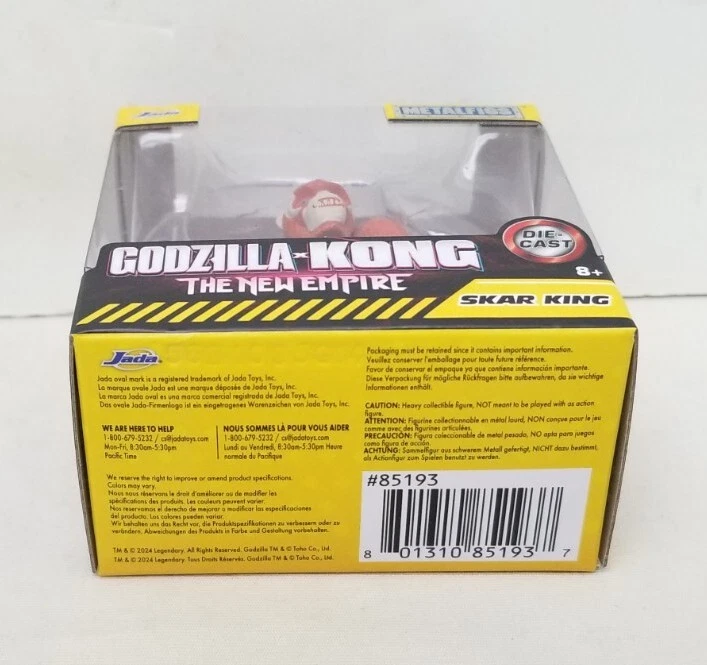 Jada
METALFIGS
GODZILLA x KONG
THE NEW EMPIRE
DIE-
CAST
8+
SKAR KING
Jada
Jada oval mark is a registered trademark of Jada Toys, Inc.
La marque ovale Jada est une marque déposée de Jada Toys, Inc.
La marca Jada oval es una marca comercial registrada de Jada Toys, Inc.
Das ovale Jada-Firmenlogo ist ein eingetragenes Warenzeichen von Jada Toys, Inc.
WE ARE HERE TO HELP
1-800-679-5232 / cs@jadatoys.com
Mon-Fri, 8:30am-5:30pm
Pacific Time
NOUS SOMMES LÀ POUR VOUS AIDER
1-800-679-5232 / cs@jadatoys.com
Lundi au Vendredi, 8:30am-5:30pm Heure
normale du Pacifique
We reserve the right to improve or amend product specifications.
Colors may vary.
Nous nous réservons le droit d'améliorer ou de modifier les
spécifications des produits. Les couleurs peuvent varier.
Nos reservamos el derecho de mejorar o modificar las especificaciones
del producto. Los colores pueden variar.
Wir behalten uns das Recht vor, die Produktspezifikationen zu verbessern oder zu
verändern. Abweichungen des Produkts in Farbe und Gestaltung vorbehalten.
TM & © 2024 Legendary. All Rights Reserved. Godzilla TM & © Toho Co., Ltd.
TM & © 2024 Legendary. Tous Droits Réservés. Godzilla TM & © Toho Co., Ltd.
Packaging must be retained since it contains important information.
Veuillez conserver l'emballage pour toute future référence.
Favor de conservar el empaque ya que contiene información importante.
Diese Verpackung für mögliche Rückfragen bitte aufbewahren, da sie wichtige
Informationen enthält.
CAUTION: Heavy collectible figure, NOT meant to be played with as action
figure.
ATTENTION: Figurine collectionnable en métal lourd, NON conçue pour le jeu
comme avec des figurines articulées.
PRECAUCIÓN: Figura coleccionable de metal pesado, NO apta para juegos
como figura de acción.
ACHTUNG: Sammelfigur aus schwerem Metall gefertigt, NICHT dazu bestimmt,
als Actionfigur zum Spielen benutzt zu werden.
#85193
8 01310 85193 7